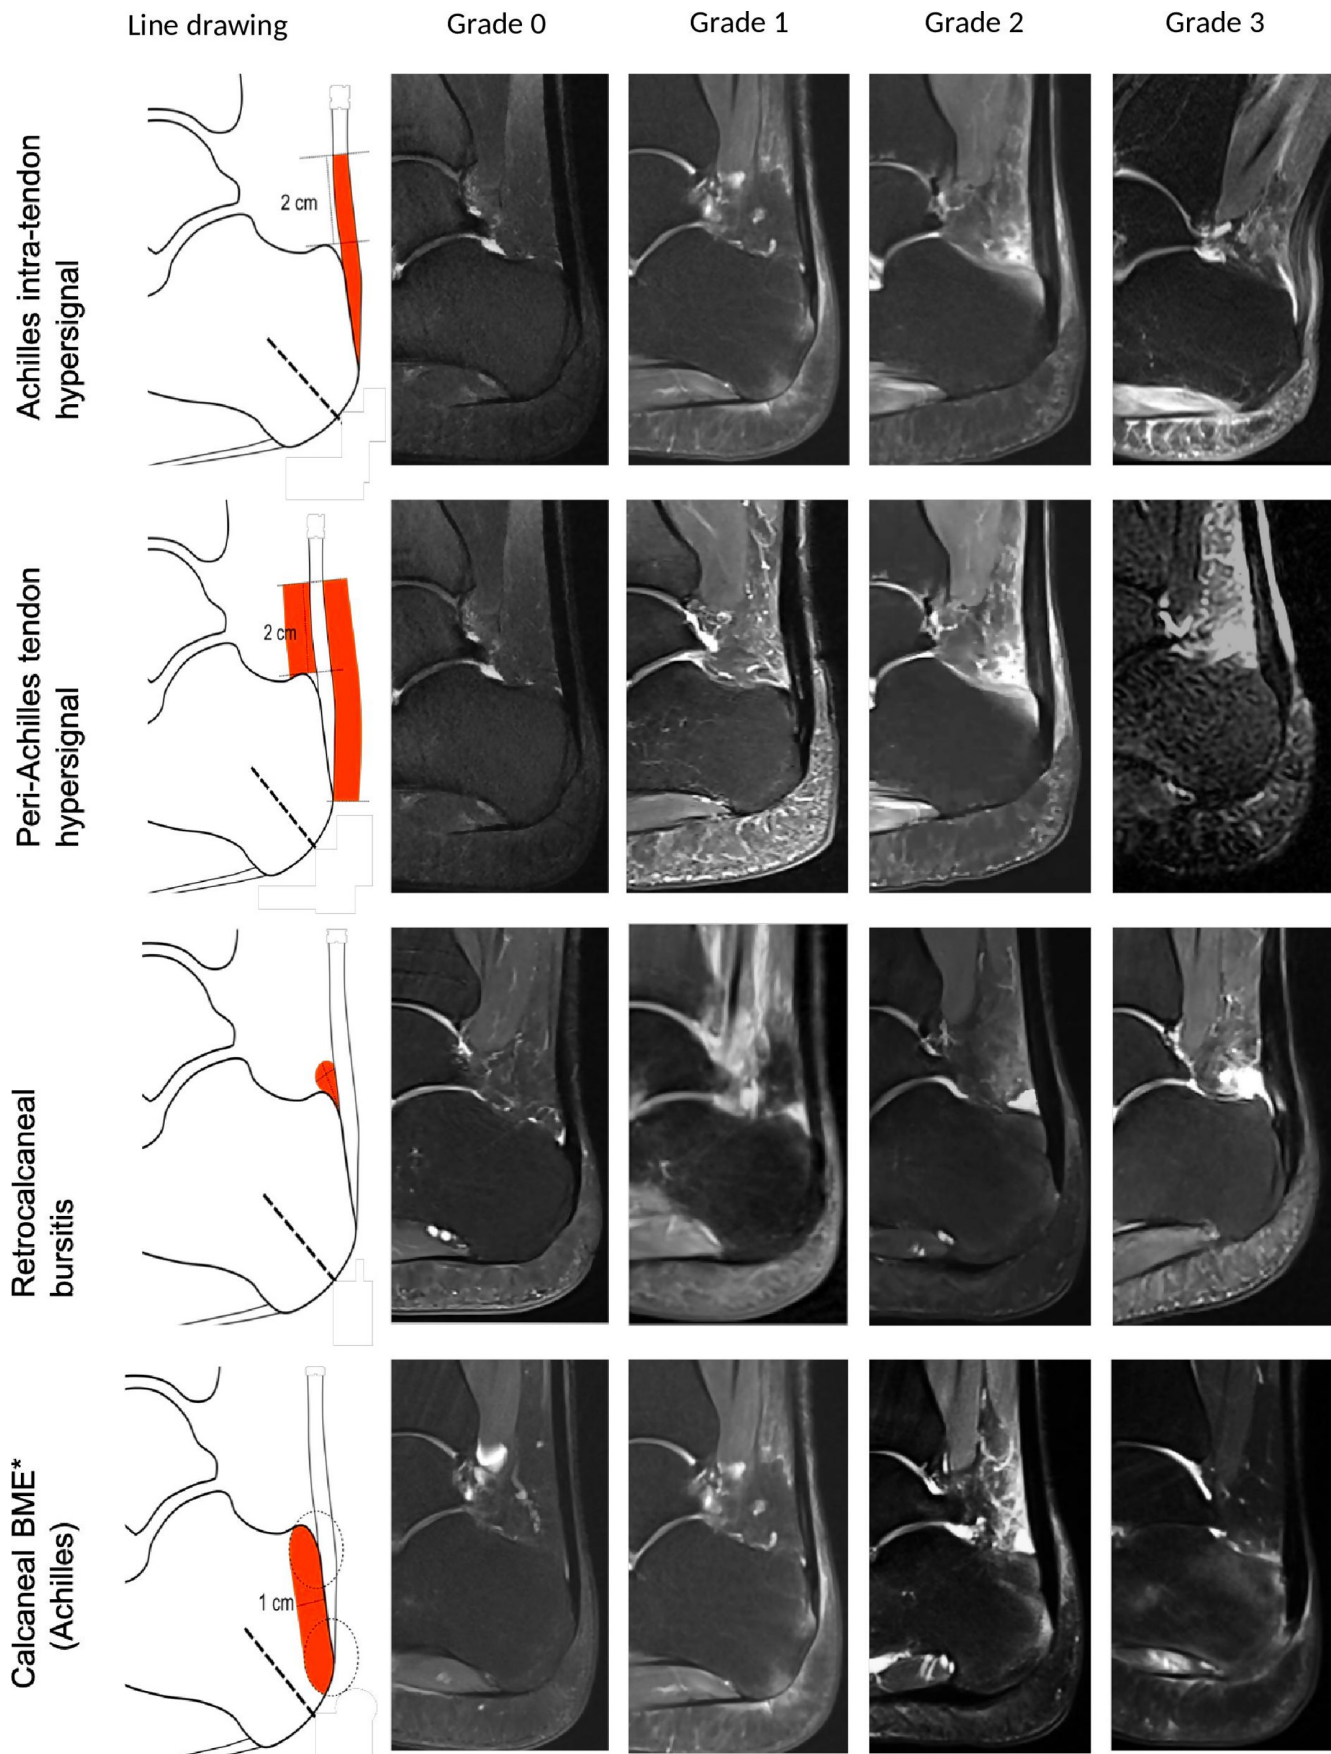 Line drawing
Grade 0
Grade 1
Grade 2
Grade 3
Achilles intra-tendon
hypersignal
2 cm
Peri-Achilles tendon
hypersignal
2 cm
Retrocalcaneal
bursitis
Calcaneal BME*
(Achilles)
1 cm